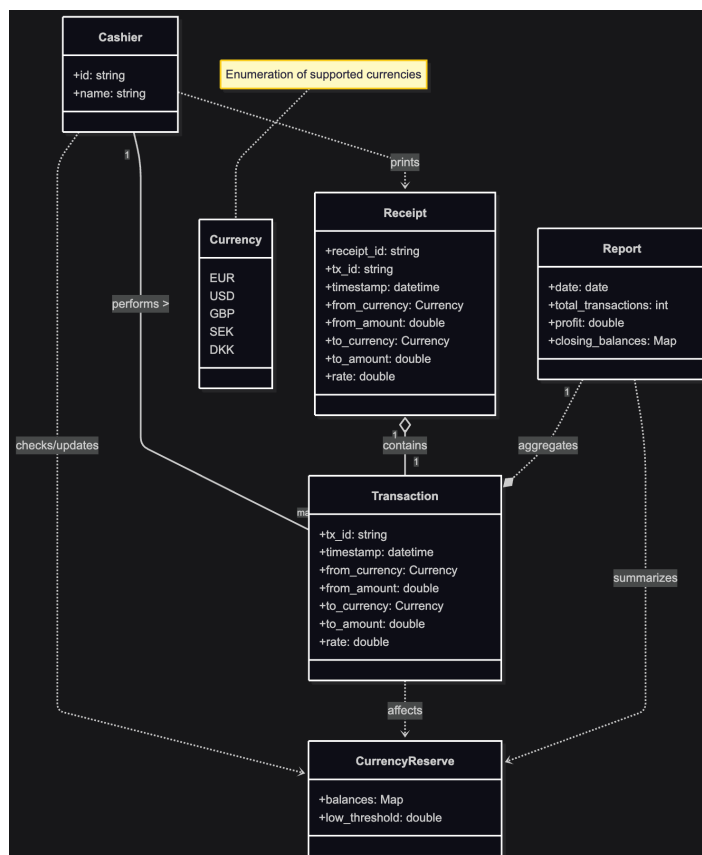 Cashier
+id: string
+name: string
Enumeration of supported currencies
1
prints
Currency
EUR
USD
GBP
SEK
DKK
Receipt
+receipt_id: string
+tx_id: string
+timestamp: datetime
+from_currency: Currency
+from_amount: double
+to_currency: Currency
+to_amount: double
+rate: double
Report
+date: date
+total_transactions: int
+profit: double
+closing_balances: Map
performs >
1
1
checks/updates
contains
aggregates
1
Transaction
+tx_id: string
+timestamp: datetime
+from_currency: Currency
+from_amount: double
+to_currency: Currency
+to_amount: double
+rate: double
ma
summarizes
affects
CurrencyReserve
+balances: Map
+low_threshold: double